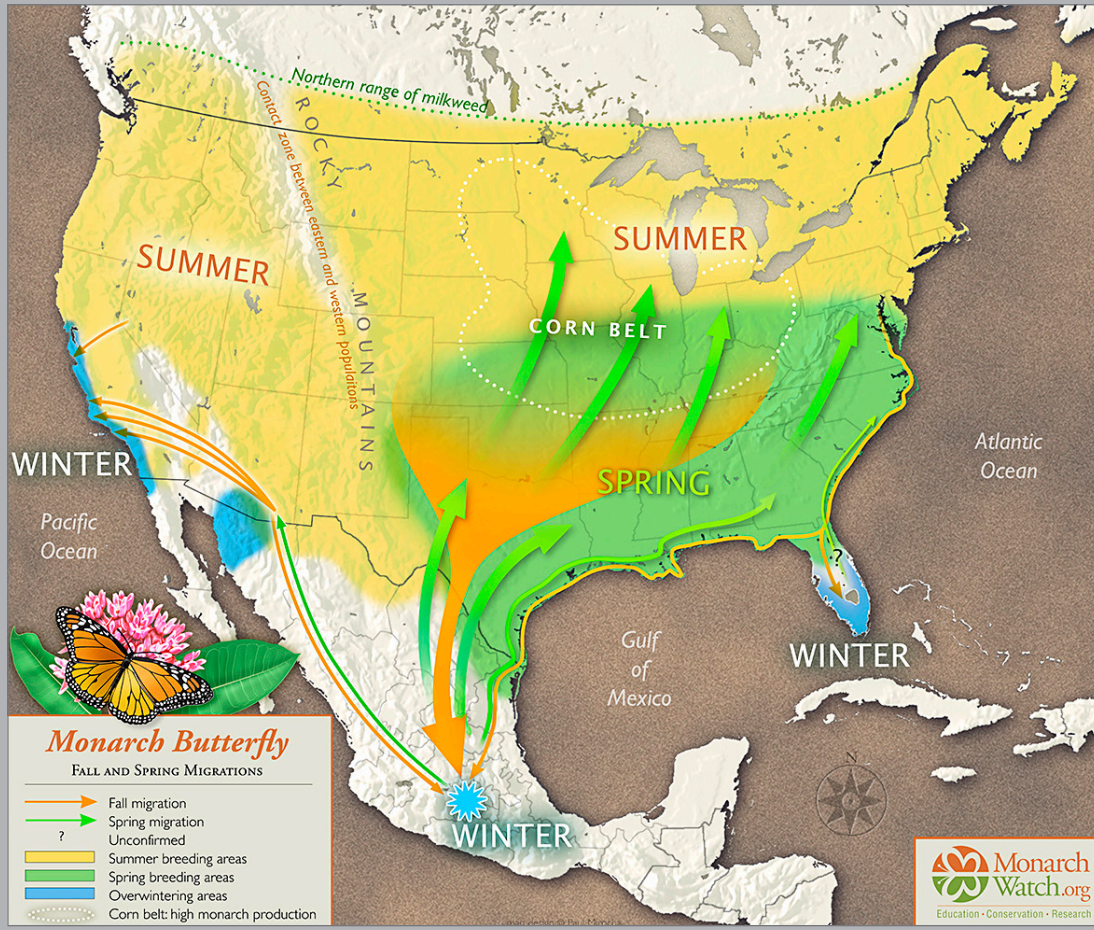 Northern range of milkweed
Contact zone between eastern and western populaitons
ROCKY
MOUNTAINS
SUMMER
SUMMER
CORN BELT
SPRING
WINTER
Pacific
Ocean
Atlantic
Ocean
?
Gulf
of
Mexico
WINTER
WINTER
N
Monarch Butterfly
FALL AND SPRING MIGRATIONS
Fall migration
Spring migration
?
Unconfirmed
Summer breeding areas
Spring breeding areas
Overwintering areas
Corn belt: high monarch production
Monarch
Watch.org
Education • Conservation • Research